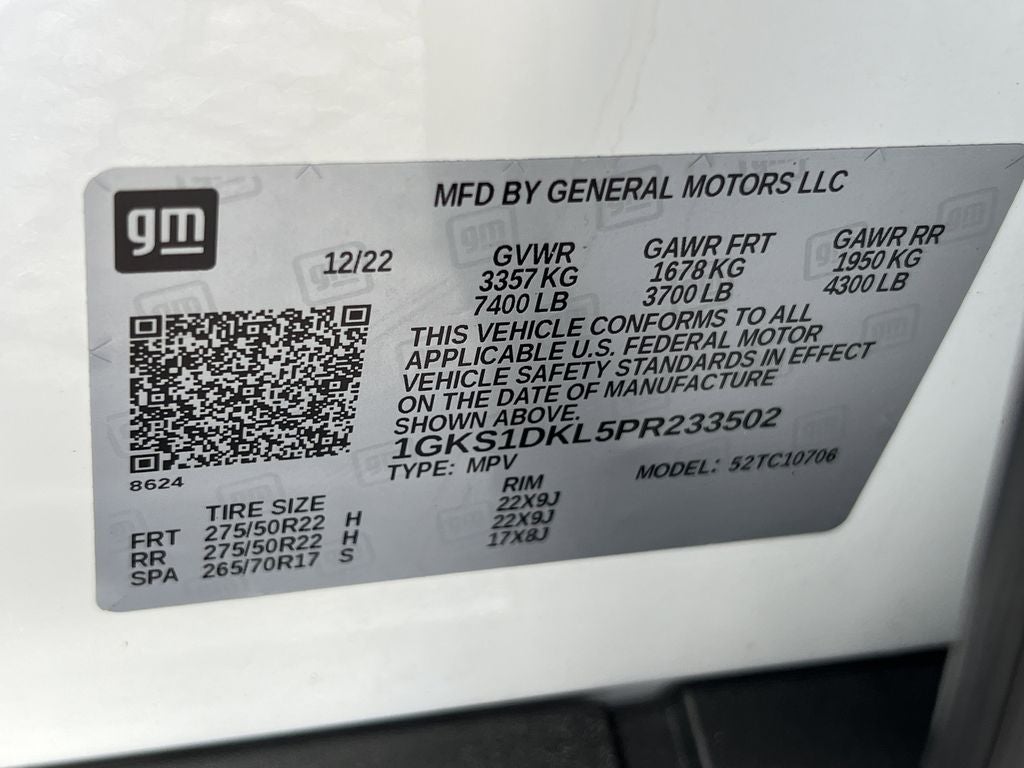 gm
MFD BY GENERAL MOTORS LLC
12/22
GVWR GAWR FRT GAWR RR
3357 KG 1678 KG 1950 KG
7400 LB 3700 LB 4300 LB
THIS VEHICLE CONFORMS TO ALL
APPLICABLE U.S. FEDERAL MOTOR
VEHICLE SAFETY STANDARDS IN EFFECT
ON THE DATE OF MANUFACTURE
SHOWN ABOVE.
1GKS1DKL5PR233502
TYPE: MPV MODEL: 52TC10706
8624
TIRE SIZE RIM
FRT 275/50R22 H 22X9J
RR 275/50R22 H 22X9J
SPA 265/70R17 S 17X8J